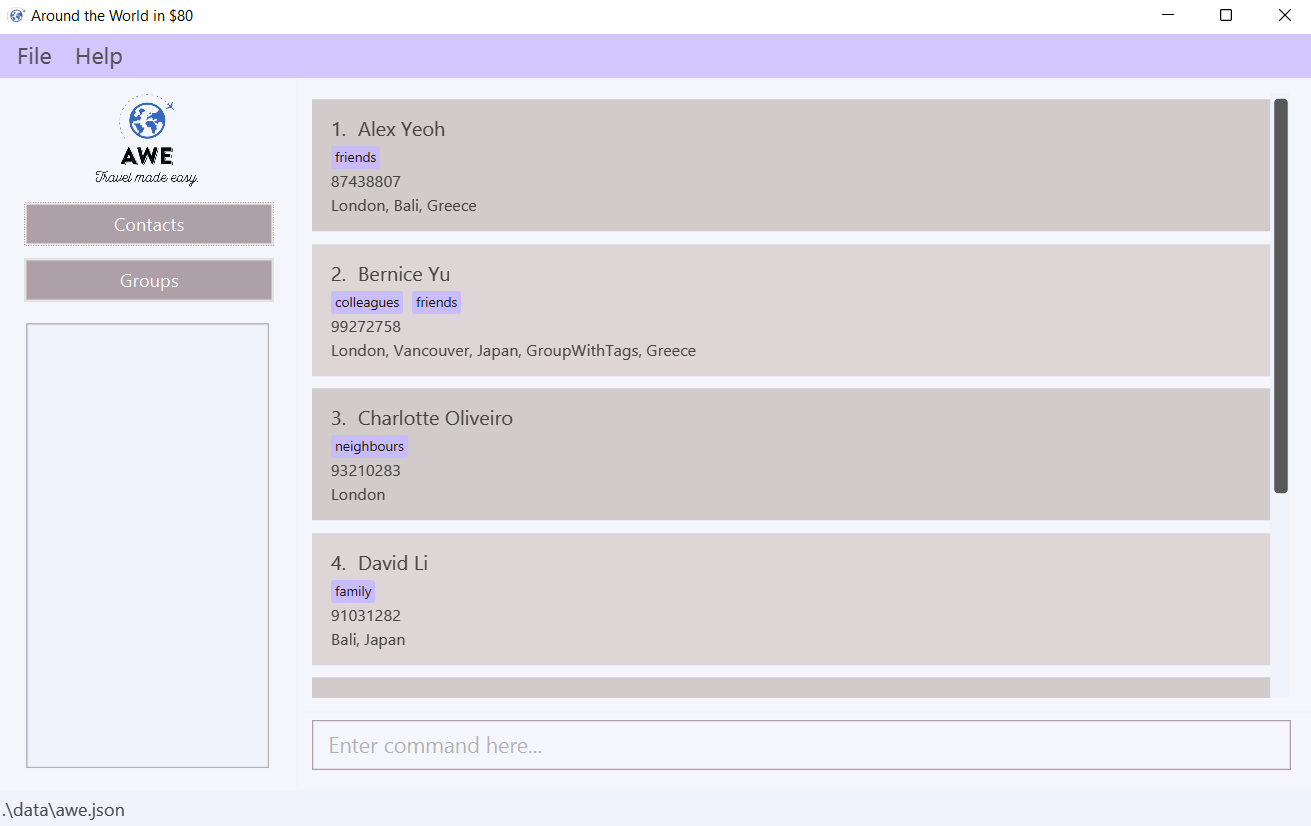 Around the World in $80
File Help
AWE
Travel made easy.
Contacts
Groups
1. Alex Yeoh
friends
87438807
London, Bali, Greece
2. Bernice Yu
colleagues friends
99272758
London, Vancouver, Japan, GroupWithTags, Greece
3. Charlotte Oliveiro
neighbours
93210283
London
4. David Li
family
91031282
Bali, Japan
Enter command here...
.\data\awe.json